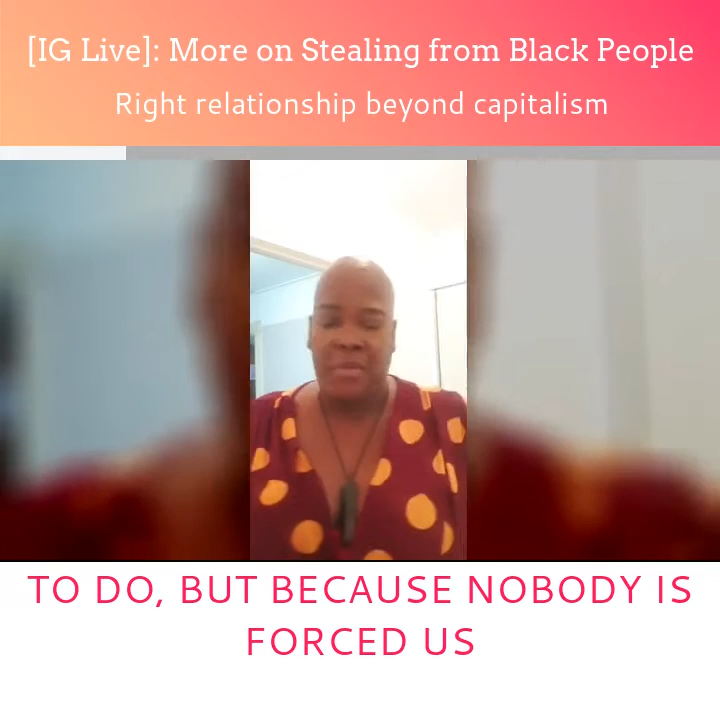 [IG Live]: More on Stealing from Black People
Right relationship beyond capitalism
TO DO, BUT BECAUSE NOBODY IS
FORCED US